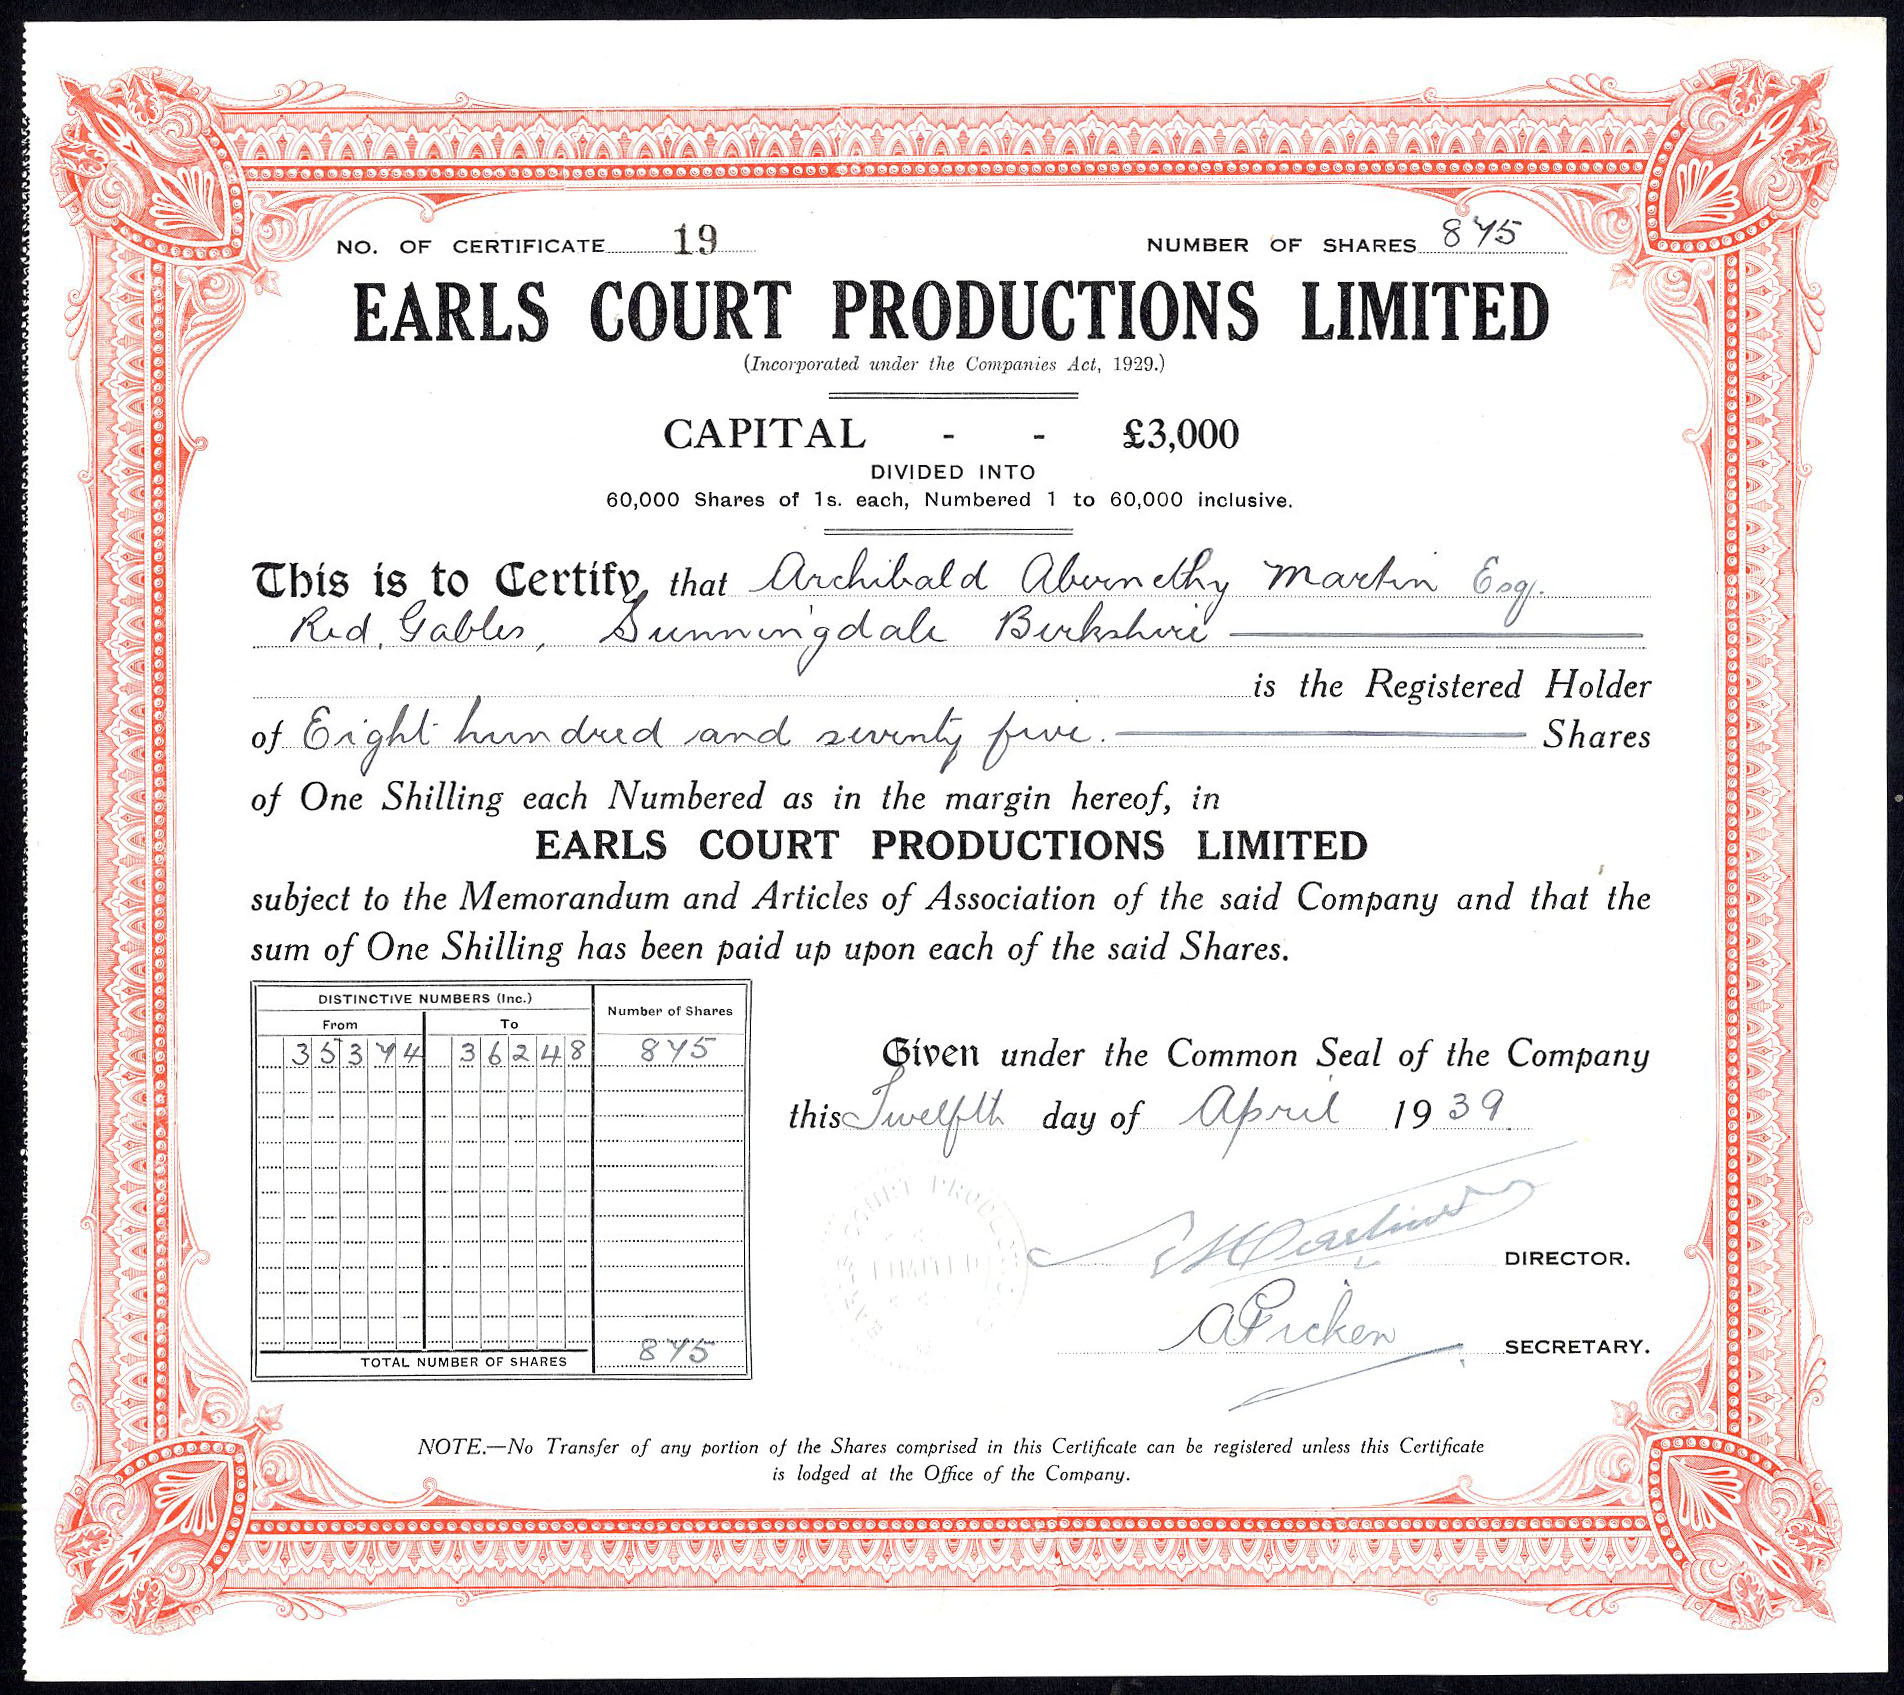 NO. OF CERTIFICATE 19 NUMBER OF SHARES 875
EARLS COURT PRODUCTIONS LIMITED
(Incorporated under the Companies Act, 1929.)
CAPITAL - - £3,000
DIVIDED INTO
60,000 Shares of 1s. each, Numbered 1 to 60,000 inclusive.
This is to Certify that Archibald Abernethy Martin Esq.
Red Gables, Sunningdale Berkshire
is the Registered Holder
of Eight hundred and seventy five. Shares
of One Shilling each Numbered as in the margin hereof, in
EARLS COURT PRODUCTIONS LIMITED
subject to the Memorandum and Articles of Association of the said Company and that the
sum of One Shilling has been paid up upon each of the said Shares.
DISTINCTIVE NUMBERS (Inc.) Number of Shares
From To
35374 36248 875
TOTAL NUMBER OF SHARES 875
Given under the Common Seal of the Company
this Twelfth day of April 1939
COURT PRODUCTIONS
LIMITED
DIRECTOR.
A Picken SECRETARY.
NOTE.—No Transfer of any portion of the Shares comprised in this Certificate can be registered unless this Certificate
is lodged at the Office of the Company.